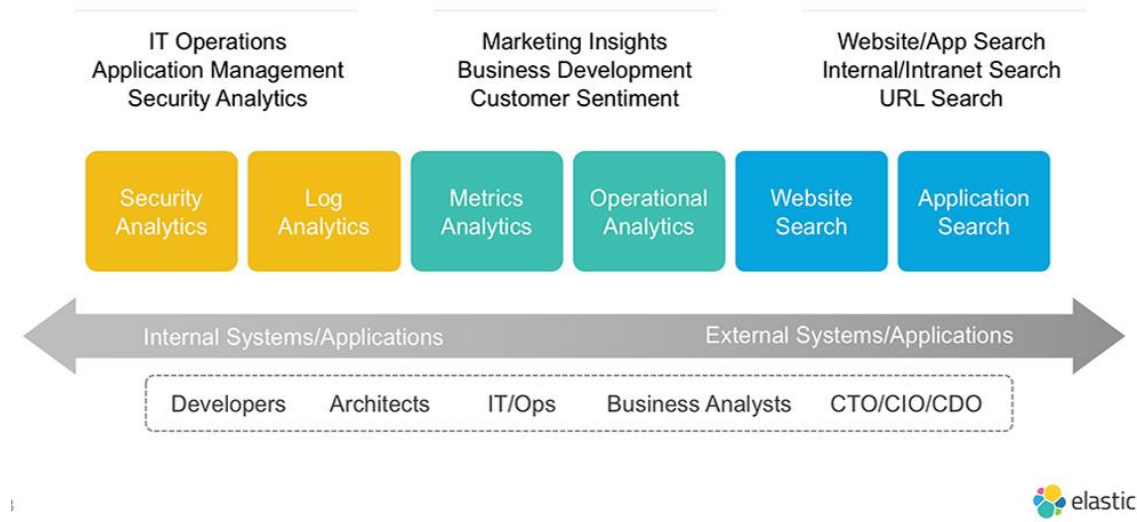 IT Operations
Application Management
Security Analytics
Marketing Insights
Business Development
Customer Sentiment
Website/App Search
Internal/Intranet Search
URL Search
Security
Analytics
Log
Analytics
Metrics
Analytics
Operational
Analytics
Website
Search
Application
Search
Internal Systems/Applications
External Systems/Applications
Developers Architects IT/Ops Business Analysts CTO/CIO/CDO
elastic